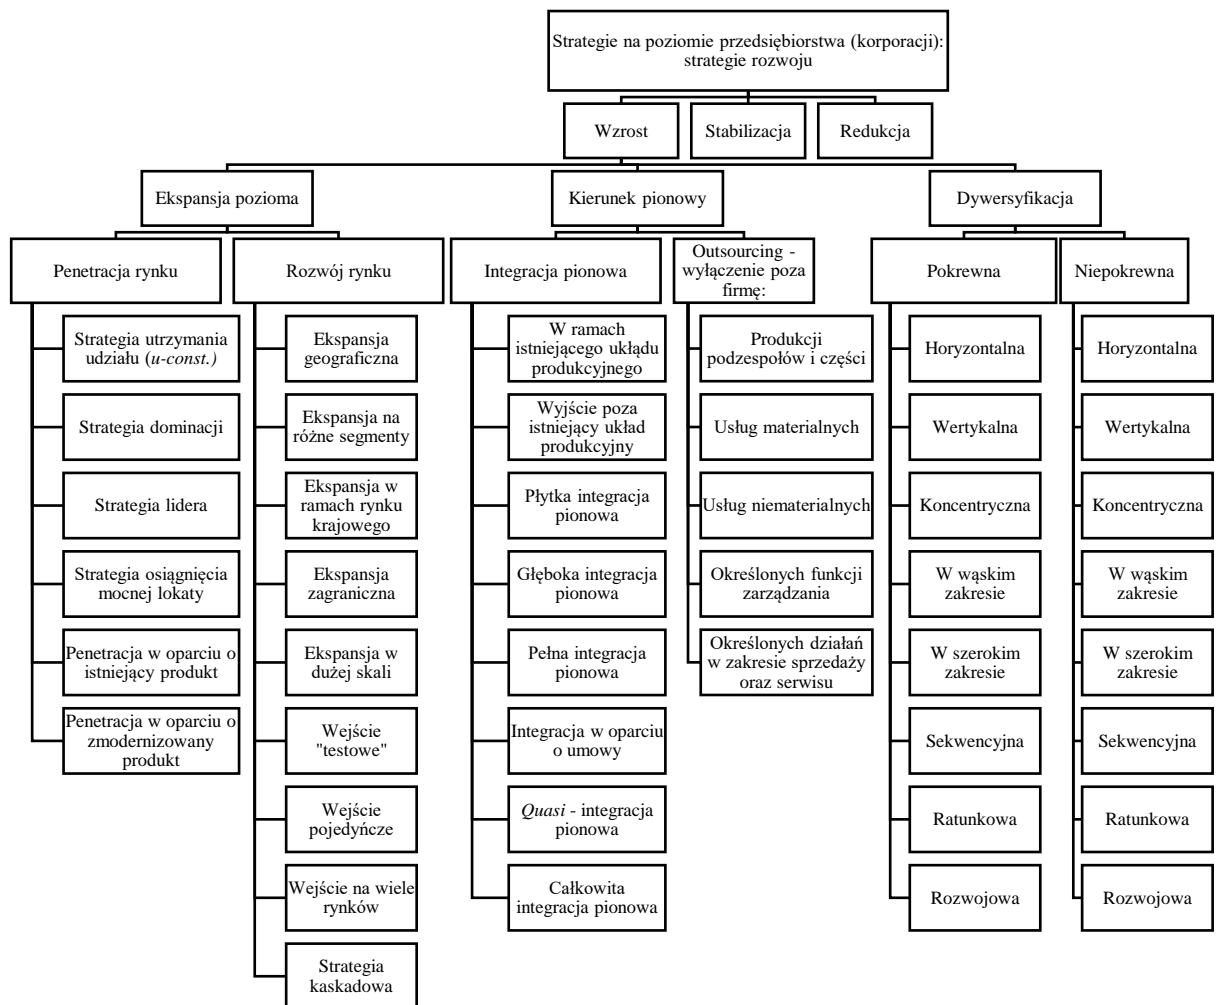 Strategie na poziomie przedsiębiorstwa (korporacji):
strategie rozwoju
Wzrost
Stabilizacja
Redukcja
Ekspansja pozioma
Kierunek pionowy
Dywersyfikacja
Penetracja rynku
Rozwój rynku
Integracja pionowa
Outsourcing -
wyłączenie poza
firmę:
Pokrewna
Niepokrewna
Strategia utrzymania
udziału (u-const.)
Strategia dominacji
Strategia lidera
Strategia osiągnięcia
mocnej lokaty
Penetracja w oparciu o
istniejący produkt
Penetracja w oparciu o
zmodernizowany
produkt
Ekspansja
geograficzna
Ekspansja na
różne segmenty
Ekspansja w
ramach rynku
krajowego
Ekspansja
zagraniczna
Ekspansja w
dużej skali
Wejście
"testowe"
Wejście
pojedyńcze
Wejście na wiele
rynków
Strategia
kaskadowa
W ramach
istniejącego układu
produkcyjnego
Wyjście poza
istniejący układ
produkcyjny
Płytka integracja
pionowa
Głęboka integracja
pionowa
Pełna integracja
pionowa
Integracja w oparciu
o umowy
Quasi - integracja
pionowa
Całkowita
integracja pionowa
Produkcji
podzespołów i części
Usług materialnych
Usług niematerialnych
Określonych funkcji
zarządzania
Określonych działań
w zakresie sprzedaży
oraz serwisu
Horyzontalna
Wertykalna
Koncentryczna
W wąskim
zakresie
W szerokim
zakresie
Sekwencyjna
Ratunkowa
Rozwojowa
Horyzontalna
Wertykalna
Koncentryczna
W wąskim
zakresie
W szerokim
zakresie
Sekwencyjna
Ratunkowa
Rozwojowa